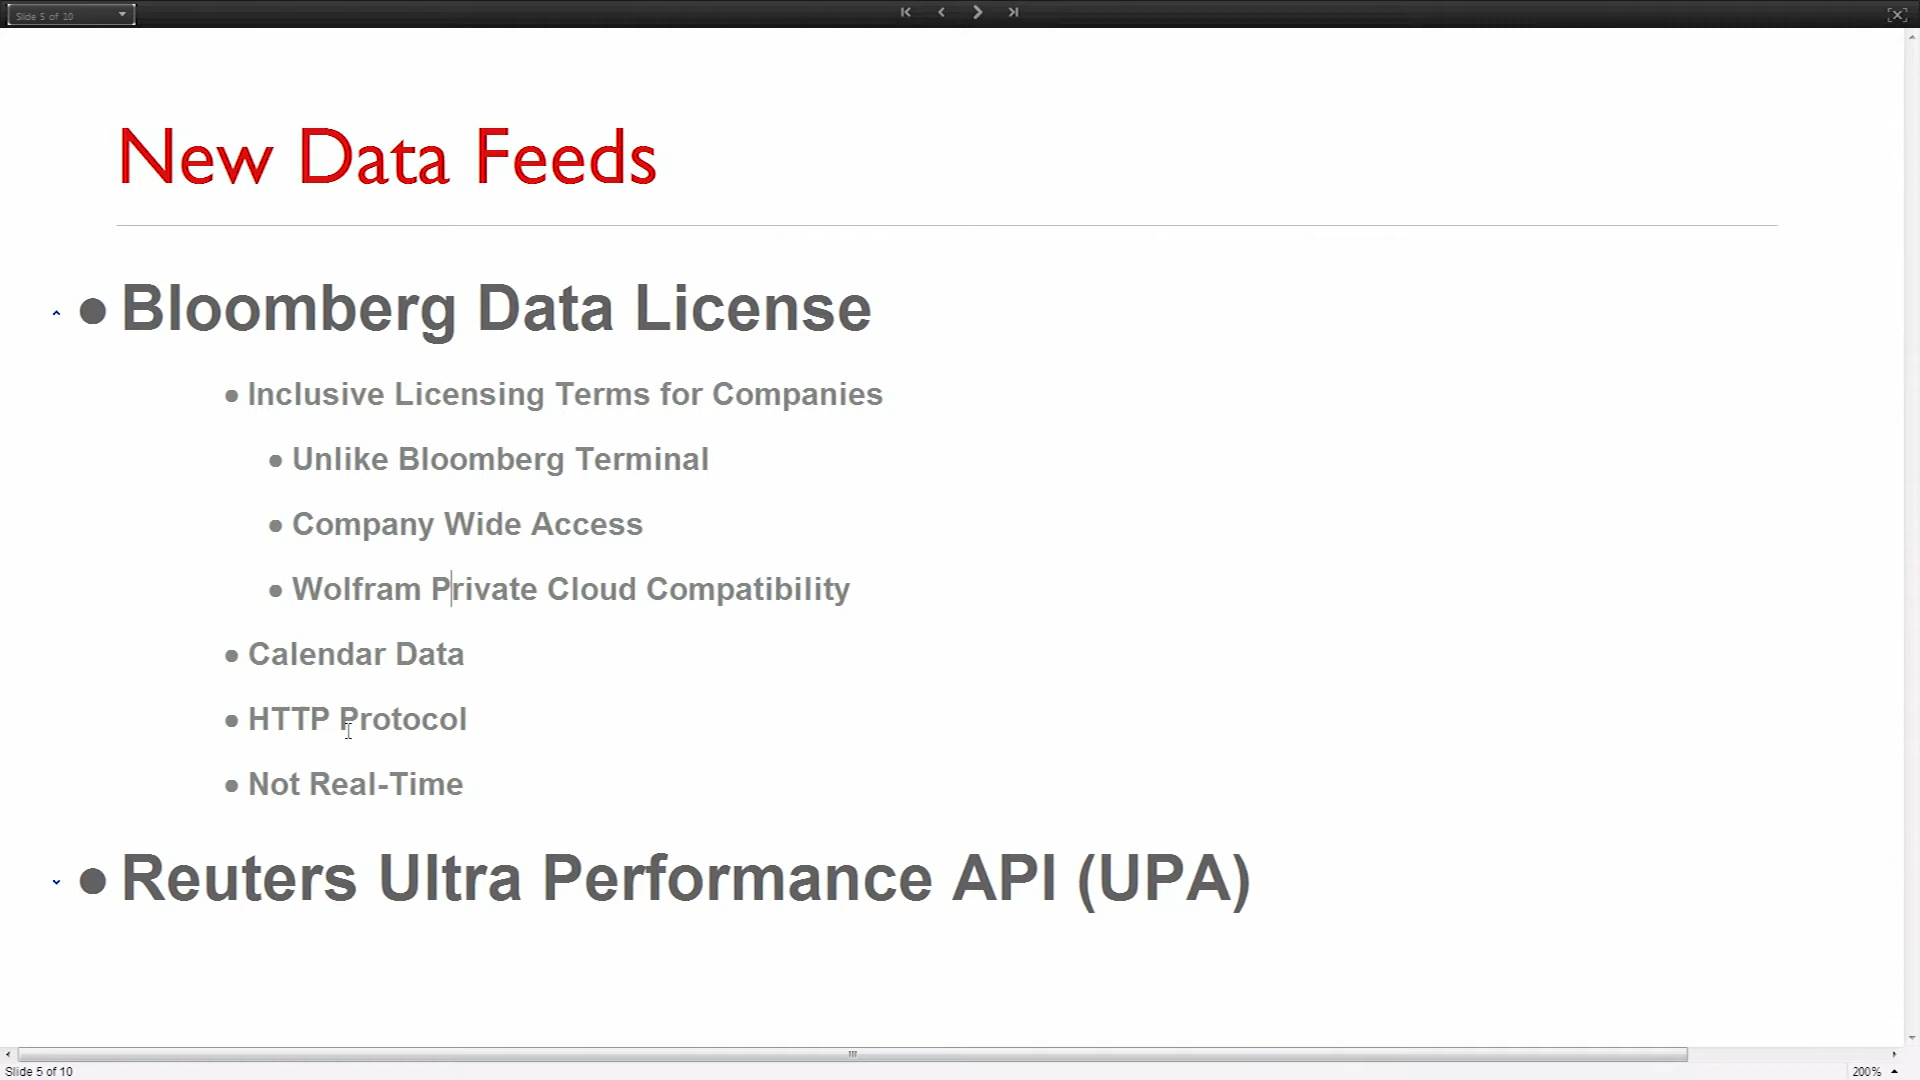 Slide 5 of 10
New Data Feeds
• Bloomberg Data License
• Inclusive Licensing Terms for Companies
• Unlike Bloomberg Terminal
• Company Wide Access
• Wolfram Private Cloud Compatibility
• Calendar Data
• HTTP Protocol
• Not Real-Time
• Reuters Ultra Performance API (UPA)
Slide 5 of 10
200%